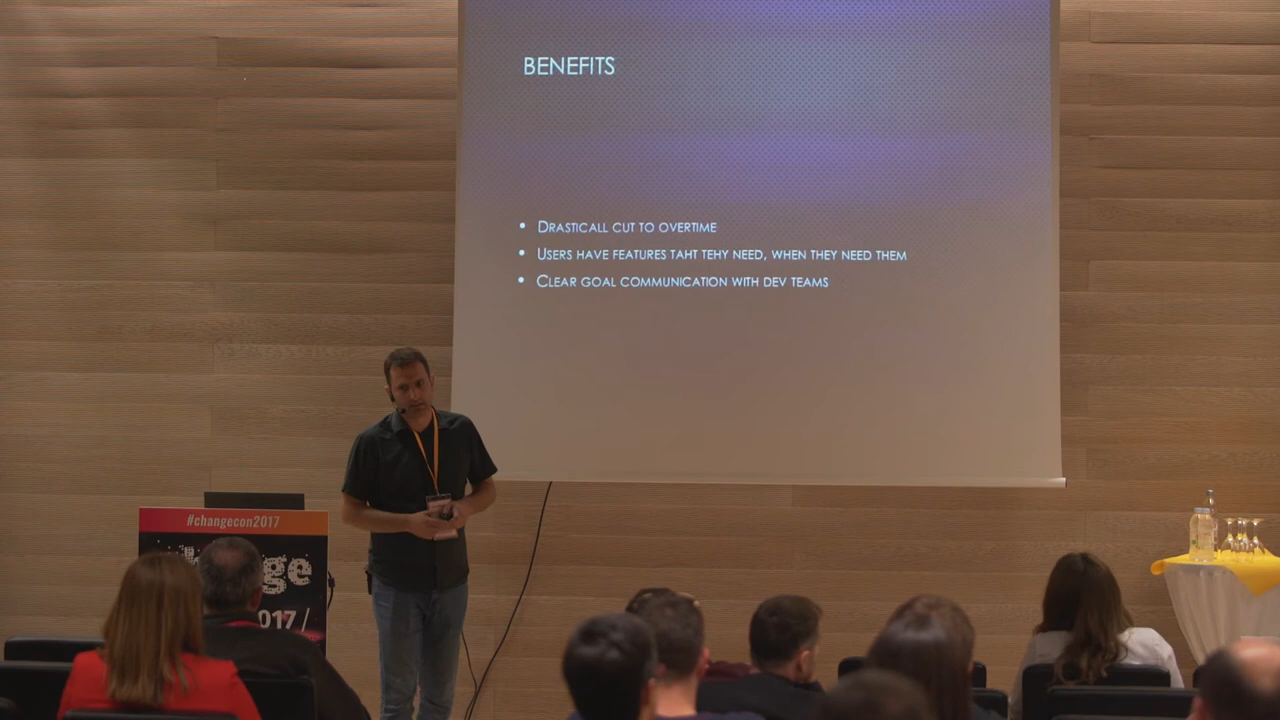 BENEFITS
• DRASTICALL CUT TO OVERTIME
• USERS HAVE FEATURES TAHT TEHY NEED, WHEN THEY NEED THEM
• CLEAR GOAL COMMUNICATION WITH DEV TEAMS
#changecon2017
ge
017 /